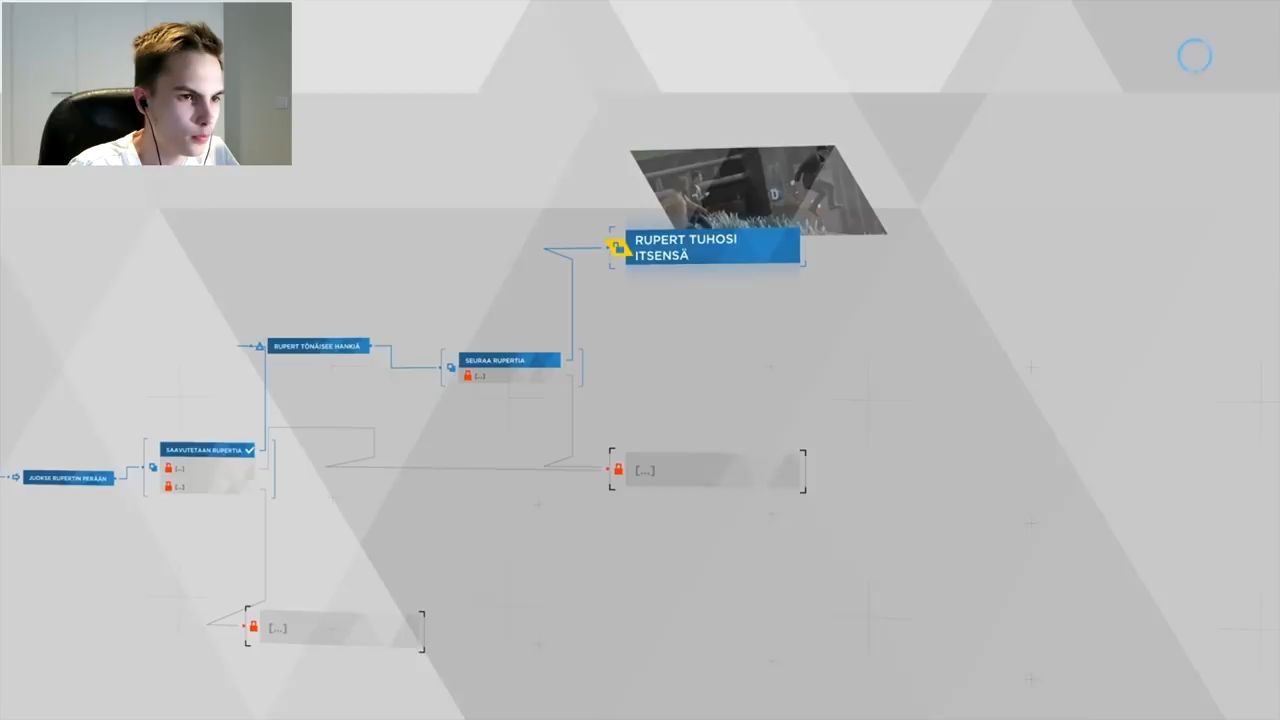 RUPERT TUHOSI
ITSENSÄ
RUPERT TÖNÄISEE HANKIA
SEURAA RUPERTIA
[...]
SAAVUTETAAN RUPERTIA
[...]
[...]
JUOKSE RUPERTIN PERÄÄN
[...]
[...]